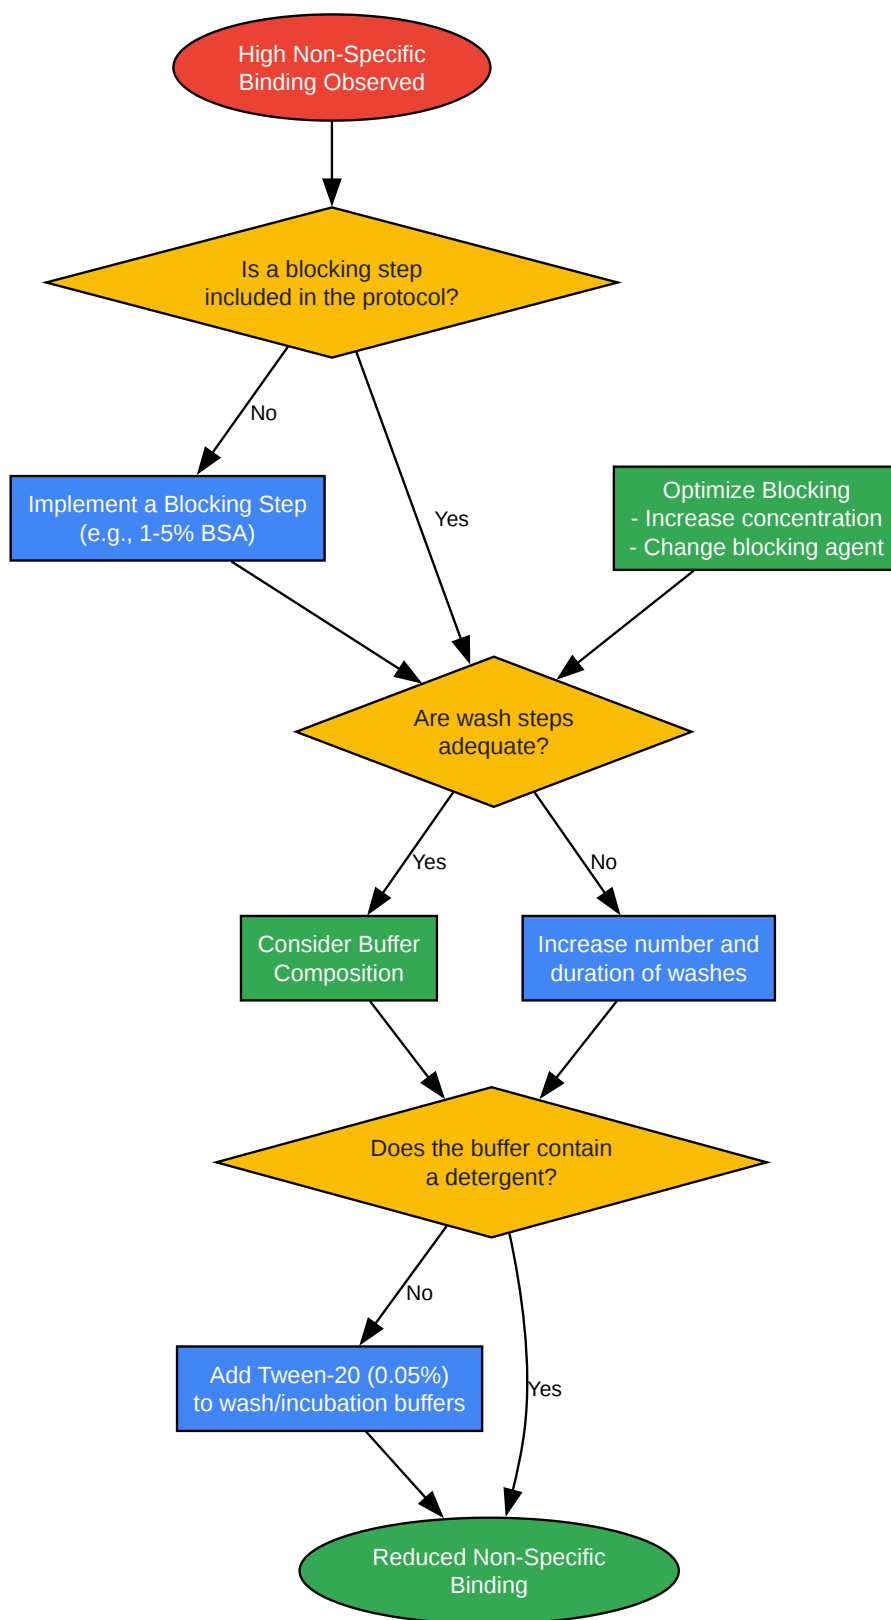 High Non-Specific
Binding Observed
Is a blocking step
included in the protocol?
No
Implement a Blocking Step
(e.g., 1-5% BSA)
Yes
Optimize Blocking
- Increase concentration
- Change blocking agent
Are wash steps
adequate?
Yes
No
Consider Buffer
Composition
Increase number and
duration of washes
Does the buffer contain
a detergent?
No
Add Tween-20 (0.05%)
to wash/incubation buffers
Yes
Reduced Non-Specific
Binding